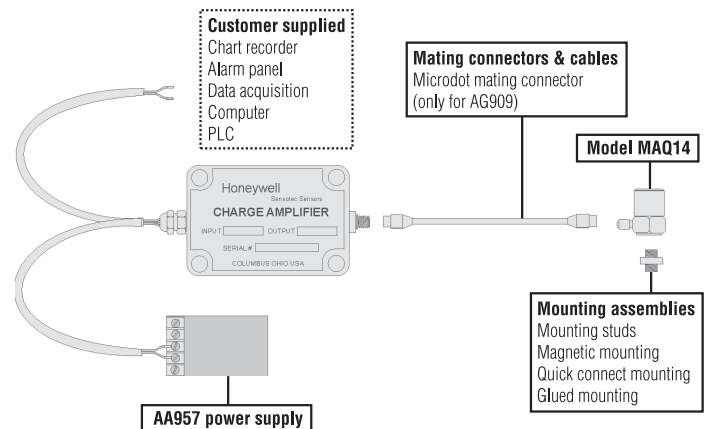 Customer supplied
Chart recorder
Alarm panel
Data acquisition
Computer
PLC
Mating connectors & cables
Microdot mating connector
(only for AG909)
Model MAQ14
Honeywell
Sensotec Sensors
CHARGE AMPLIFIER
INPUT OUTPUT
SERIAL#
COLUMBUS OHIO USA
Mounting assemblies
Mounting studs
Magnetic mounting
Quick connect mounting
Glued mounting
AA957 power supply